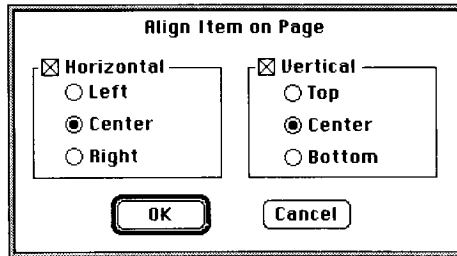 Align Item on Page
Horizontal
Left
Center
Right
Vertical
Top
Center
Bottom
OK
Cancel